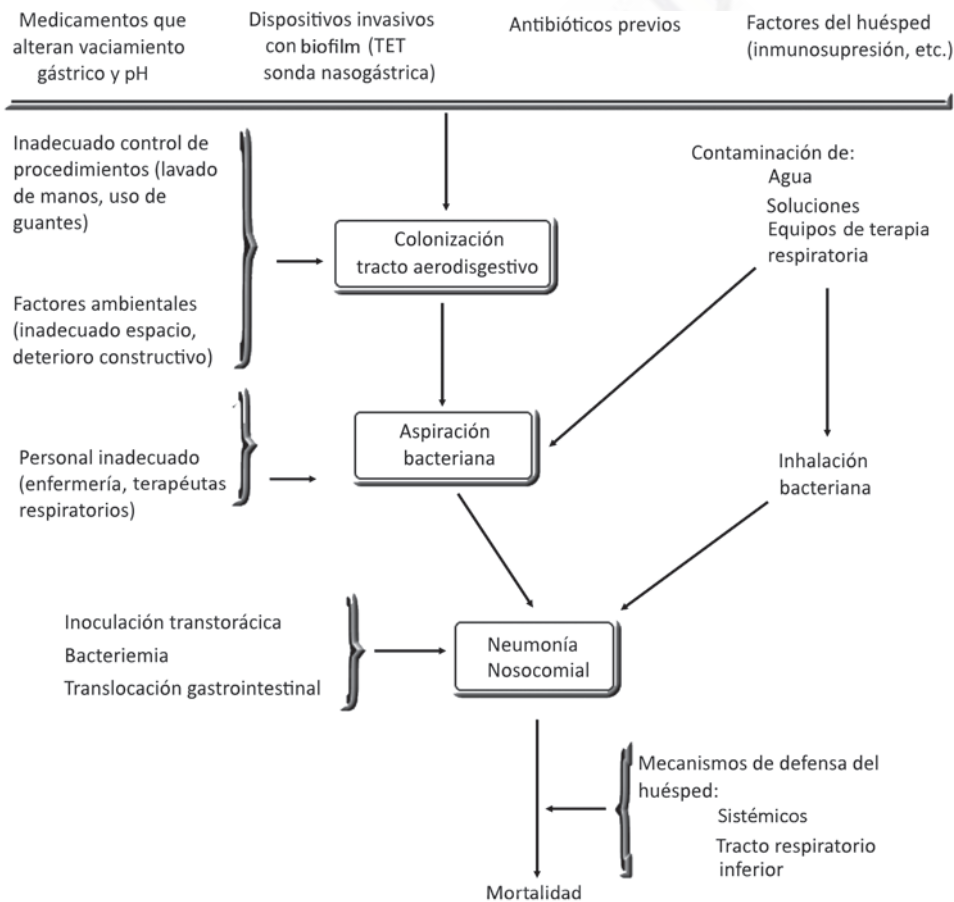 Medicamentos que
alteran vaciamiento
gástrico y pH
Dispositivos invasivos
con biofilm (TET
sonda nasogástrica)
Antibióticos previos
Factores del huésped
(inmunosupresión, etc.)
Inadecuado control de
procedimientos (lavado
de manos, uso de
guantes)
Factores ambientales
(inadecuado espacio,
deterioro constructivo)
Colonización
tracto aerodisgestivo
Contaminación de:
Agua
Soluciones
Equipos de terapia
respiratoria
Personal inadecuado
(enfermería, terapéutas
respiratorios)
Aspiración
bacteriana
Inhalación
bacteriana
Inoculación transtorácica
Bacteriemia
Translocación gastrointestinal
Neumonía
Nosocomial
Mecanismos de defensa del
huésped:
Sistémicos
Tracto respiratorio
inferior
Mortalidad